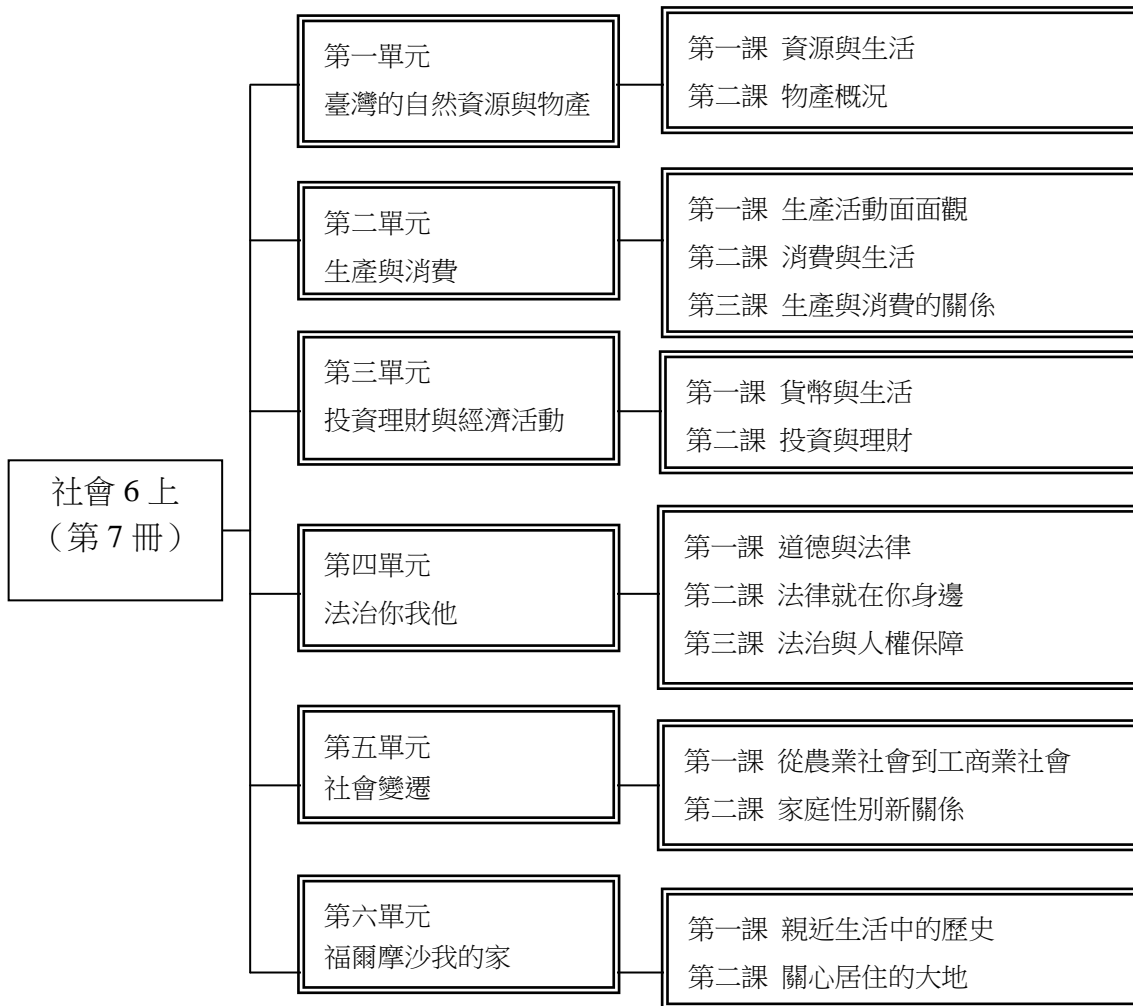 社會 6 上
（第 7 冊）
第一單元
臺灣的自然資源與物產
第一課 資源與生活
第二課 物產概況
第二單元
生產與消費
第一課 生產活動面面觀
第二課 消費與生活
第三課 生產與消費的關係
第三單元
投資理財與經濟活動
第一課 貨幣與生活
第二課 投資與理財
第四單元
法治你我他
第一課 道德與法律
第二課 法律就在你身邊
第三課 法治與人權保障
第五單元
社會變遷
第一課 從農業社會到工商業社會
第二課 家庭性別新關係
第六單元
福爾摩沙我的家
第一課 親近生活中的歷史
第二課 關心居住的大地